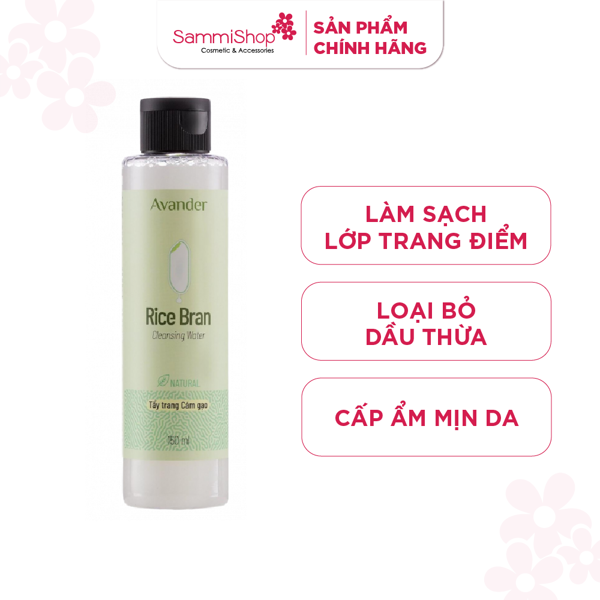 SammiShop
Cosmetic & Accessories
SẢN PHẨM
CHÍNH HÃNG
Avander
Rice Bran
Cleansing Water
NATURAL
Tẩy trang Cám gạo
150 ml
LÀM SẠCH
LỚP TRANG ĐIỂM
LOẠI BỎ
DẦU THỪA
CẤP ẨM MỊN DA